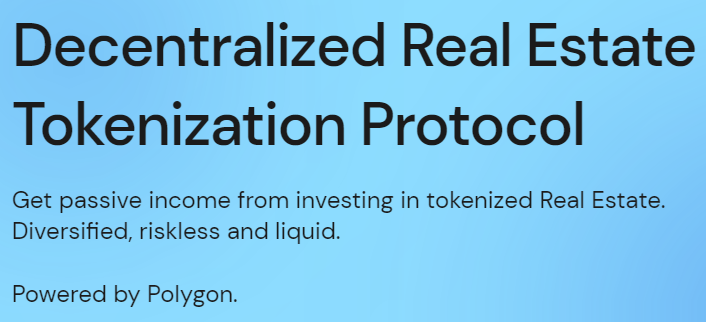 Decentralized Real Estate
Tokenization Protocol
Get passive income from investing in tokenized Real Estate.
Diversified, riskless and liquid.
Powered by Polygon.